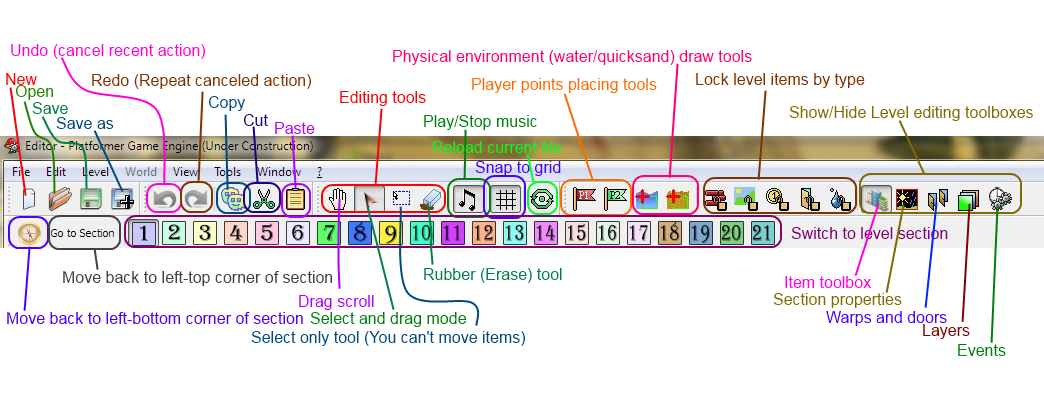 Undo (cancel recent action)
Physical environment (water/quicksand) draw tools
New
Redo (Repeat canceled action)
Player points placing tools
Lock level items by type
Open
Copy
Editing tools
Save
Show/Hide Level editing toolboxes
Save as
Cut
Paste
Play/Stop music
Editor - Platformer Game Engine (Under Construction)
Reload current file
Snap to grid
File Edit Level World View Tools Window ?
P1 P2
Go to Section 1 2 3 4 5 6 7 8 9 10 11 12 13 14 15 16 17 18 19 20 21 Switch to level section
Move back to left-top corner of section
Rubber (Erase) tool
Item toolbox
Drag scroll
Section properties
Move back to left-bottom corner of section
Select and drag mode
Warps and doors
Select only tool (You can't move items)
Layers
Events